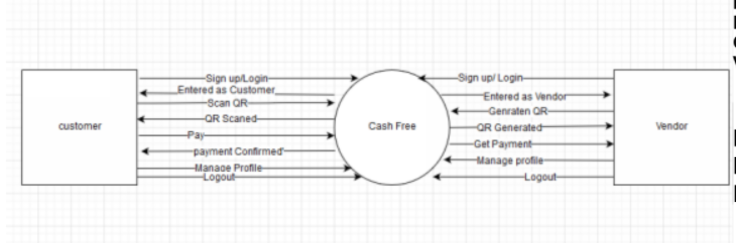 customer
Sign up/Login
Entered as Customer
Scan QR
QR Scaned
Pay
payment Confirmed
Manage Profile
Logout
Cash Free
Sign up/ Login
Entered as Vendor
Genraten QR
QR Generated
Get Payment
Manage profile
Logout
Vendor